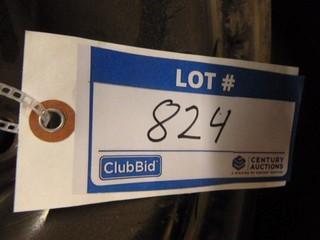 LOT #
824
ClubBid
CENTURY
AUCTIONS